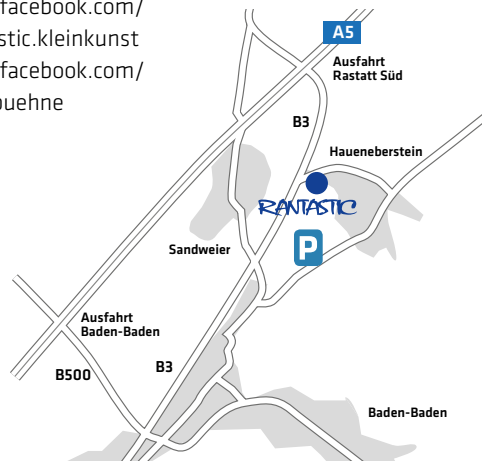 facebook.com/
stic.kleinkunst
facebook.com/
uehne
A5
Ausfahrt
Rastatt Süd
B3
Haueneberstein
RANTASTIC
P
Sandweier
Ausfahrt
Baden-Baden
B500
B3
Baden-Baden